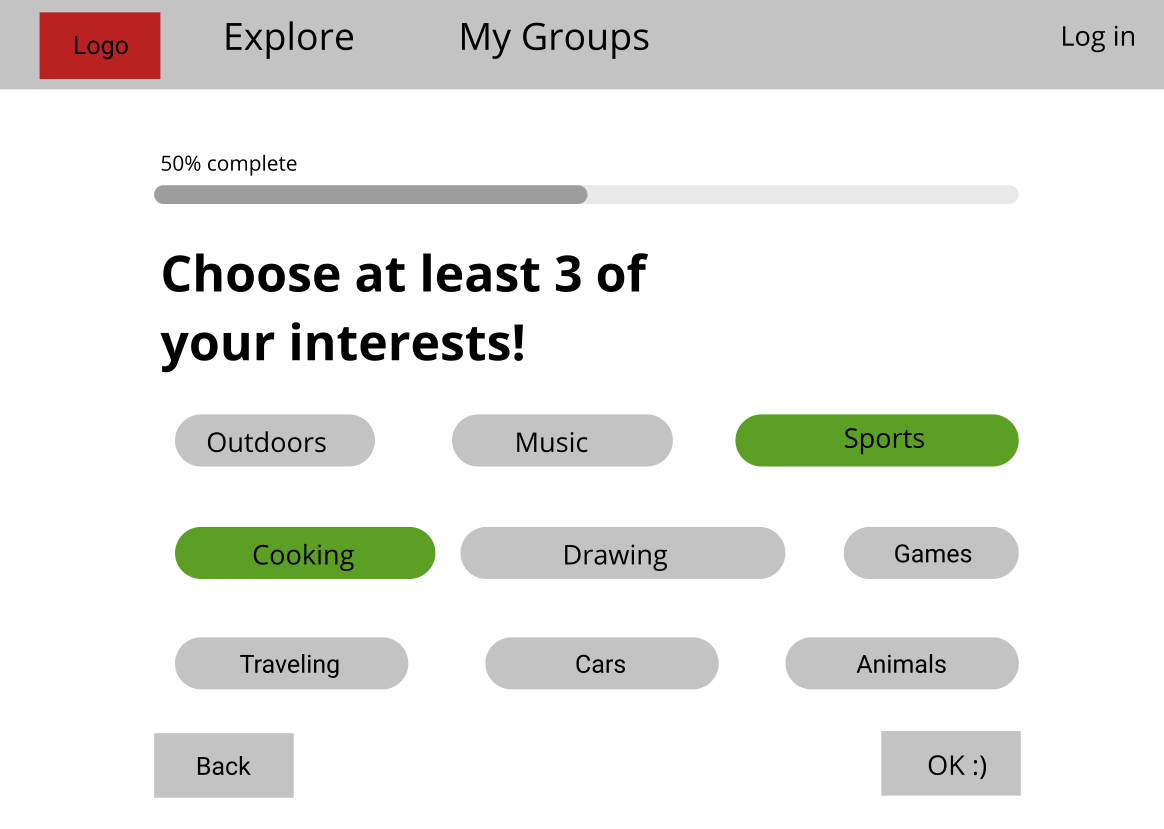 Logo
Explore
My Groups
Log in
50% complete
Choose at least 3 of
your interests!
Outdoors
Music
Sports
Cooking
Drawing
Games
Traveling
Cars
Animals
Back
OK :)